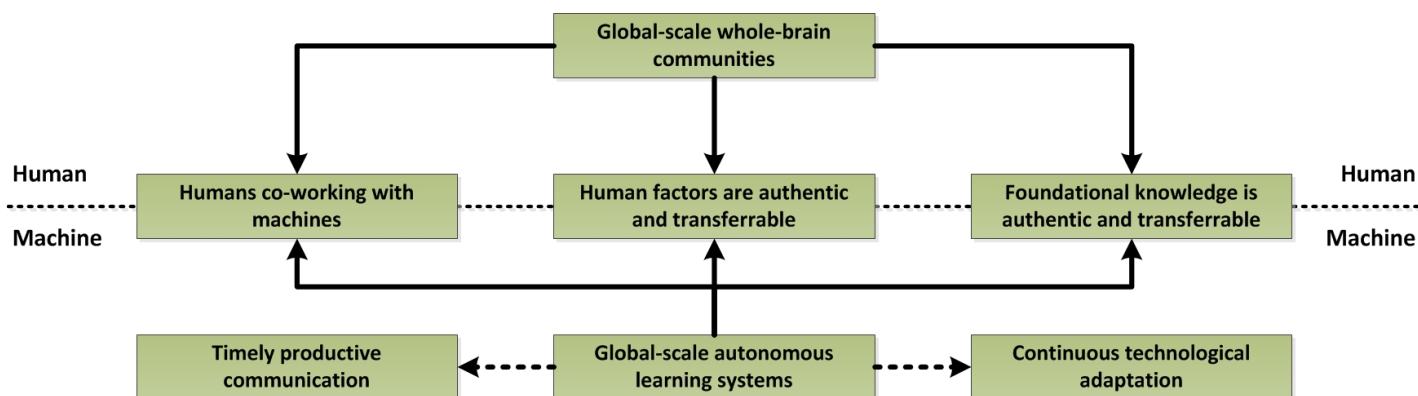 Global-scale whole-brain
communities
Human
Human
Humans co-working with
machines
Human factors are authentic
and transferrable
Foundational knowledge is
authentic and transferrable
Machine
Machine
Timely productive
communication
Global-scale autonomous
learning systems
Continuous technological
adaptation